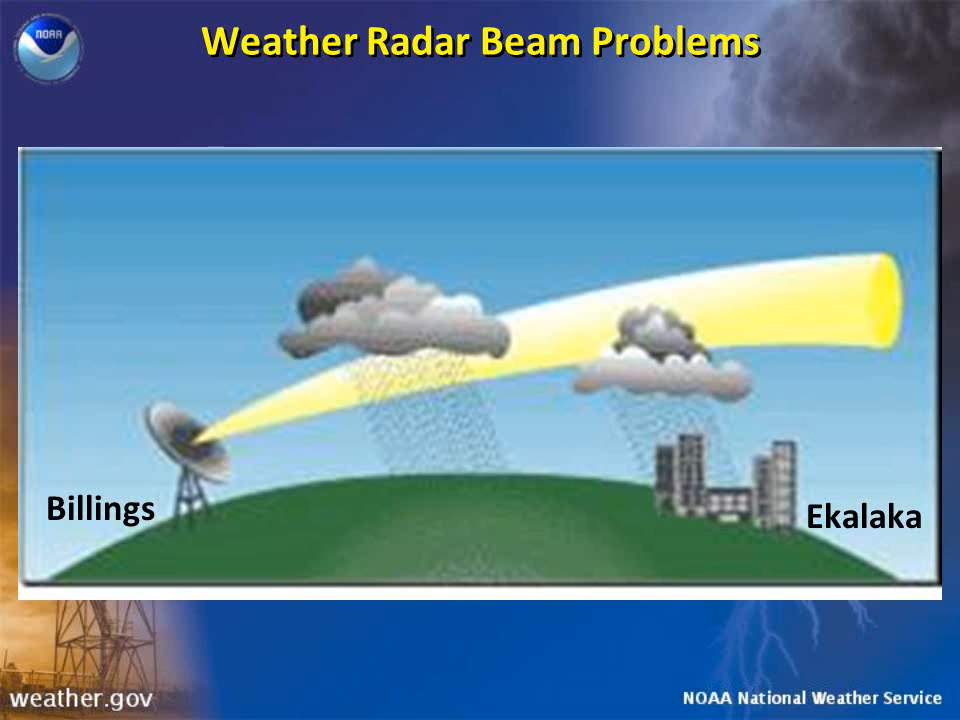 NOAA
Weather Radar Beam Problems
Billings
Ekalaka
weather.gov
NOAA National Weather Service